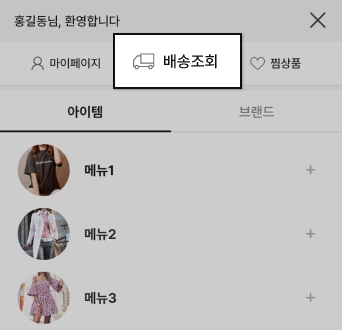 홍길동님, 환영합니다
마이페이지 배송조회 찜상품
아이템 브랜드
메뉴1
메뉴2
메뉴3